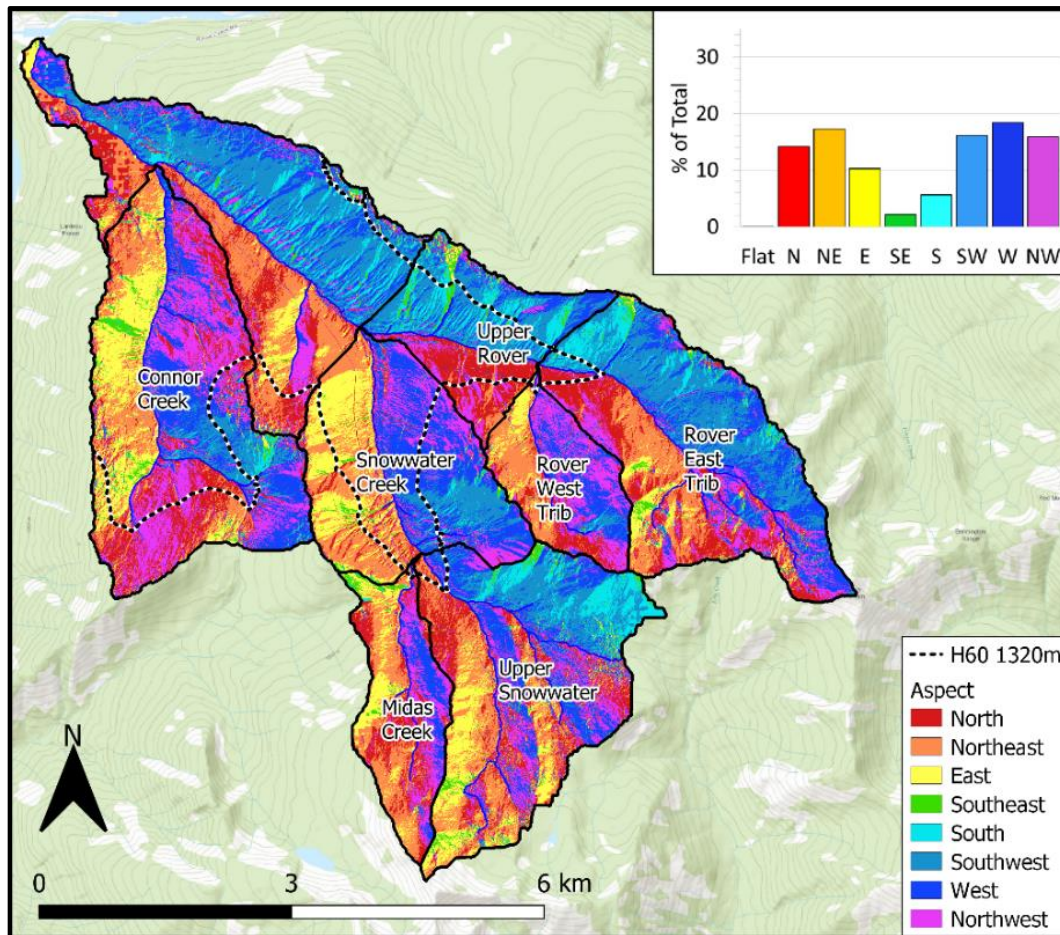 % of Total
30
20
10
0
Flat N NE E SE S SW W NW
Upper
Rover
Connor
Creek
Snowwater
Creek
Rover
West
Trib
Rover
East
Trib
Upper
Snowwater
Midas
Creek
N
0 3 6 km
H60 1320m
Aspect
North
Northeast
East
Southeast
South
Southwest
West
Northwest